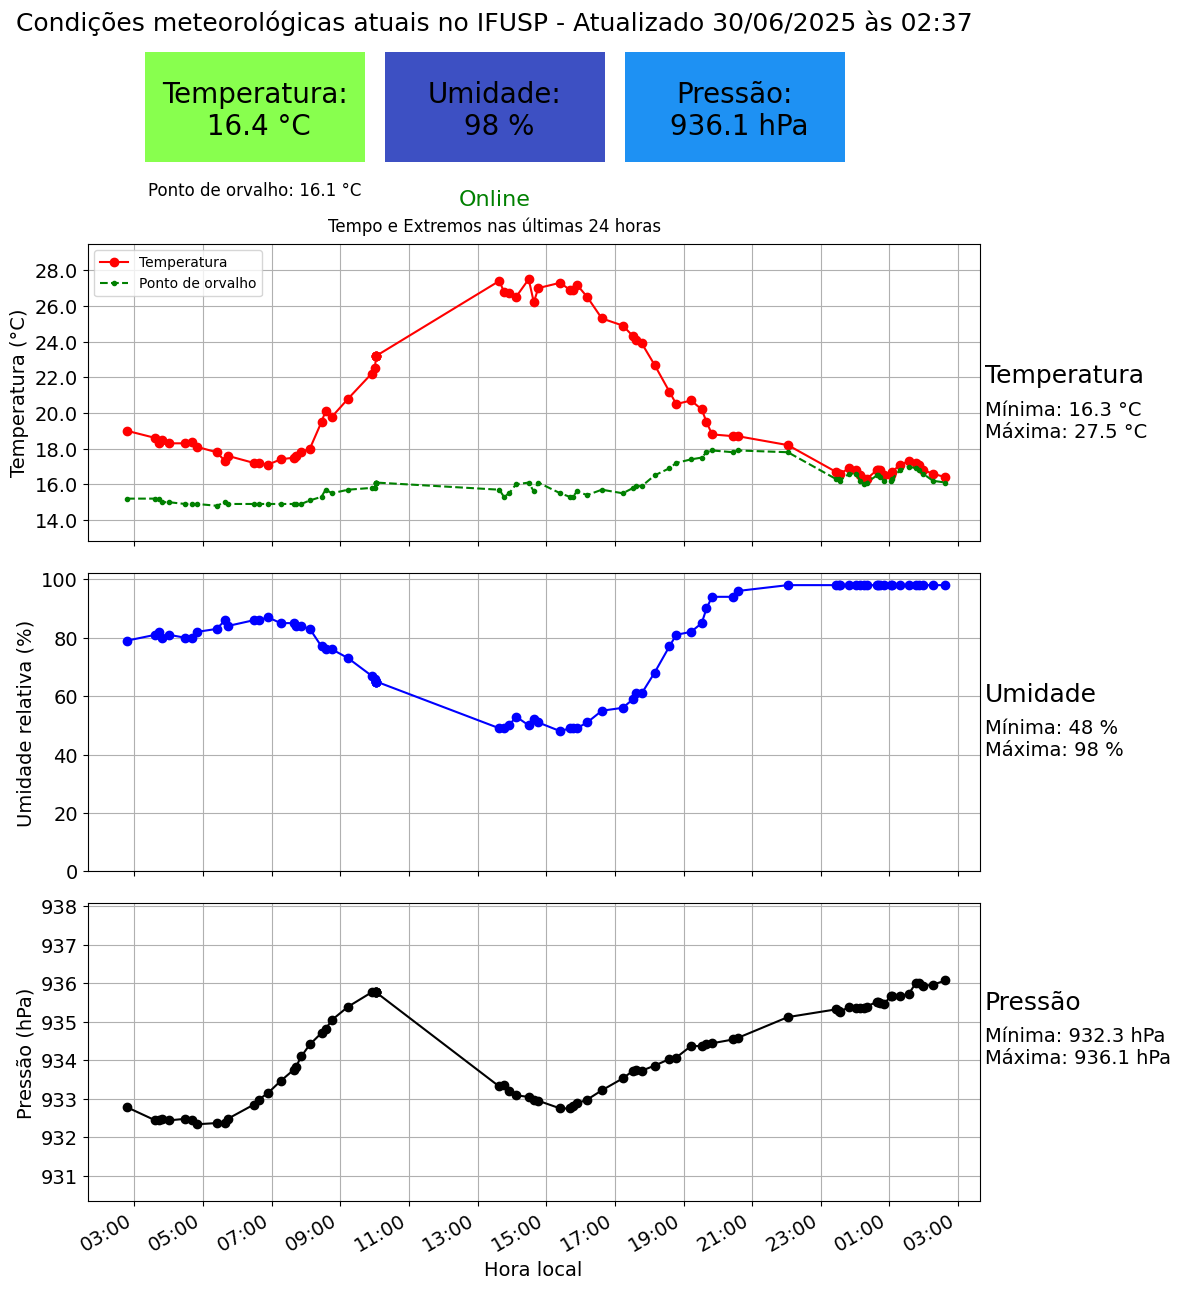 Condições meteorológicas atuais no IFUSP - Atualizado 30/06/2025 às 02:37
Temperatura:
16.4 °C
Umidade:
98 %
Pressão:
936.1 hPa
Ponto de orvalho: 16.1 °C
Online
Tempo e Extremos nas últimas 24 horas
Temperatura
Ponto de orvalho
Temperatura (°C)
28.0
26.0
24.0
22.0
20.0
18.0
16.0
14.0
Temperatura
Mínima: 16.3 °C
Máxima: 27.5 °C
Umidade relativa (%)
100
80
60
40
20
0
Umidade
Mínima: 48 %
Máxima: 98 %
Pressão (hPa)
938
937
936
935
934
933
932
931
Pressão
Mínima: 932.3 hPa
Máxima: 936.1 hPa
03:00 05:00 07:00 09:00 11:00 13:00 15:00 17:00 19:00 21:00 23:00 01:00 03:00
Hora local